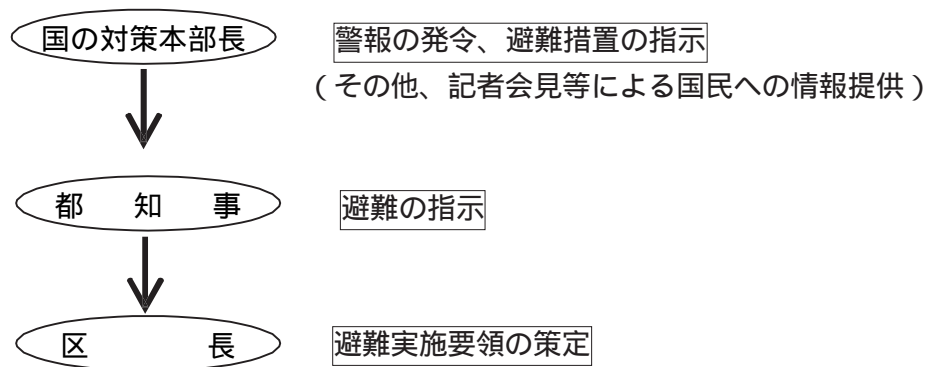 国の対策本部長 警報の発令、避難措置の指示
(その他、記者会見等による国民への情報提供)
都 知 事 避難の指示
区 長 避難実施要領の策定